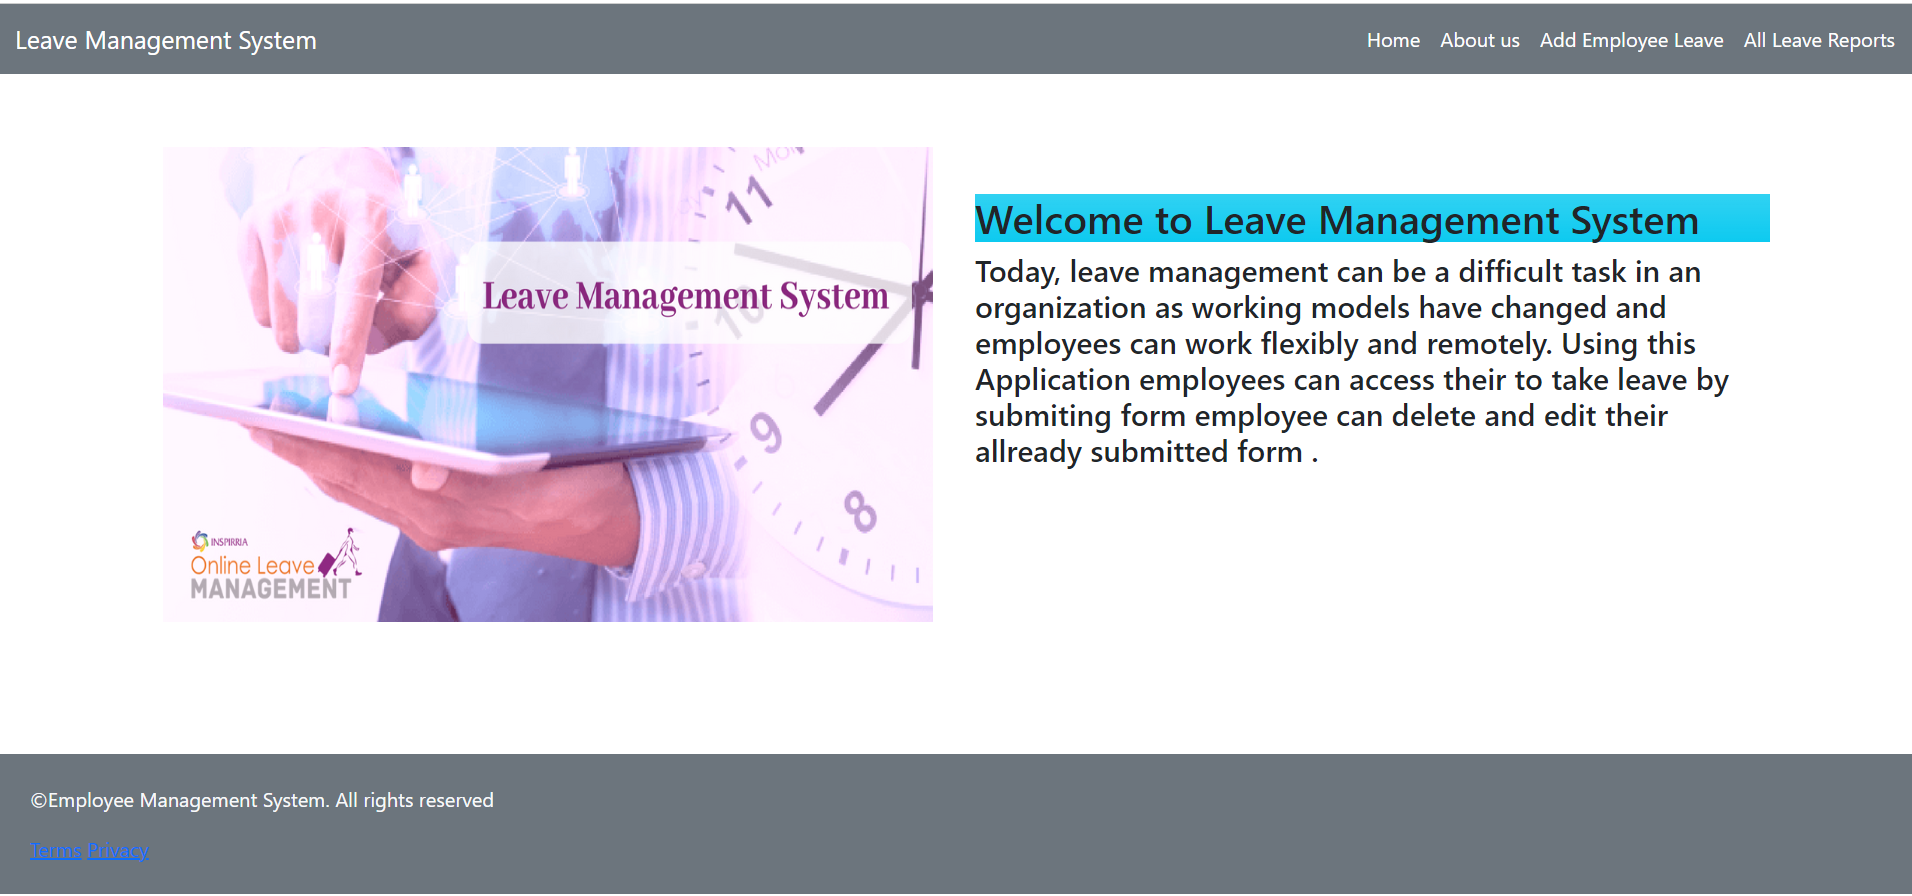 Leave Management System
Home About us Add Employee Leave All Leave Reports
Mo
11
10
9
8
Leave Management System
INSPIRRIA
Online Leave
MANAGEMENT
Welcome to Leave Management System
Today, leave management can be a difficult task in an
organization as working models have changed and
employees can work flexibly and remotely. Using this
Application employees can access their to take leave by
submiting form employee can delete and edit their
allready submitted form .
©Employee Management System. All rights reserved
Terms Privacy